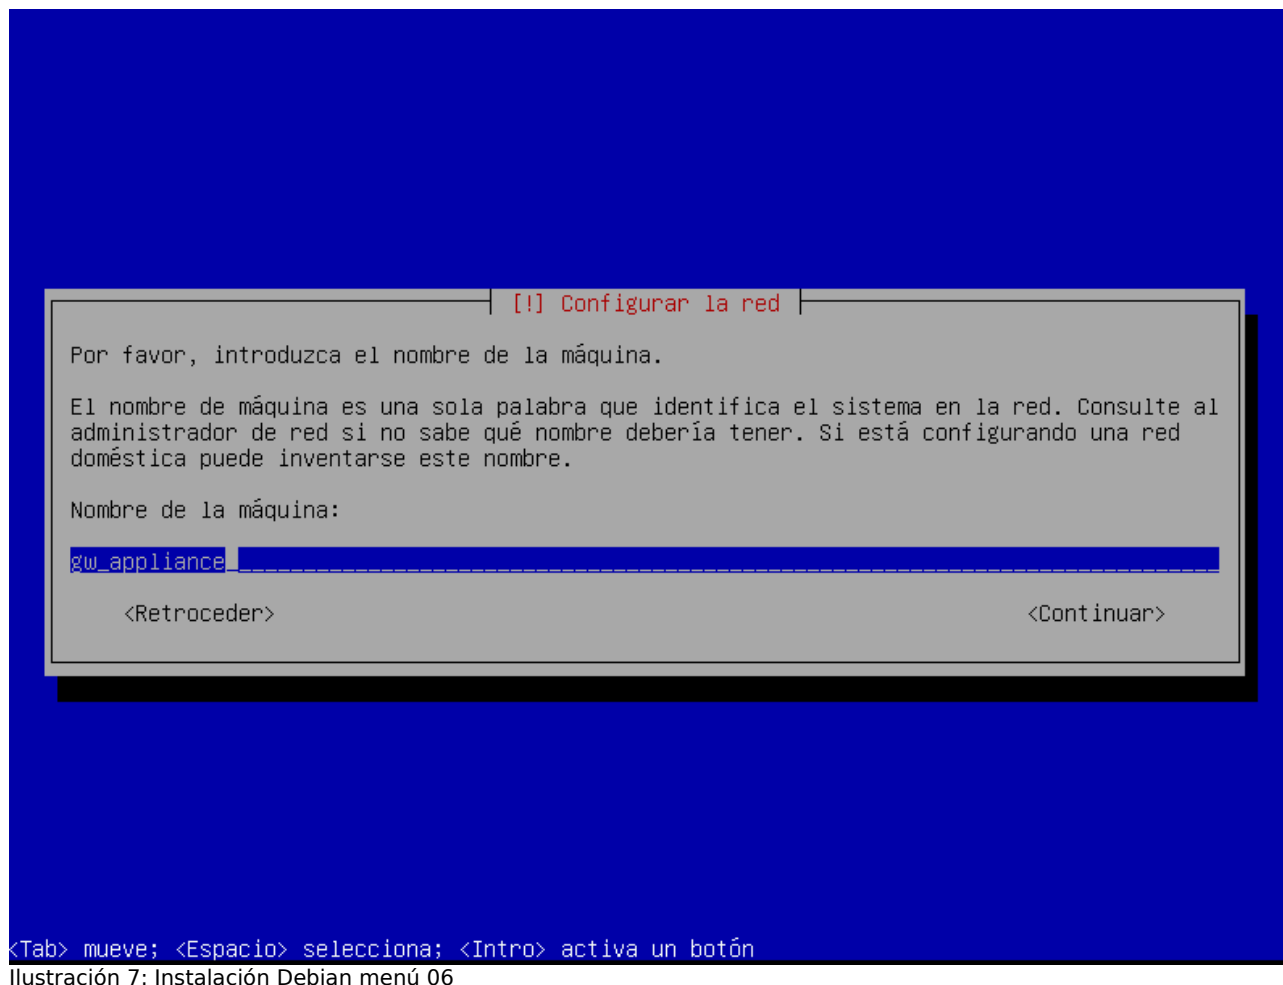 [!] Configurar la red
Por favor, introduzca el nombre de la máquina.
El nombre de máquina es una sola palabra que identifica el sistema en la red. Consulte al
administrador de red si no sabe qué nombre debería tener. Si está configurando una red
doméstica puede inventarse este nombre.
Nombre de la máquina:
gw_appliance
<Retroceder> <Continuar>
<Tab> mueve; <Espacio> selecciona; <Intro> activa un botón
Ilustración 7: Instalación Debian menú 06